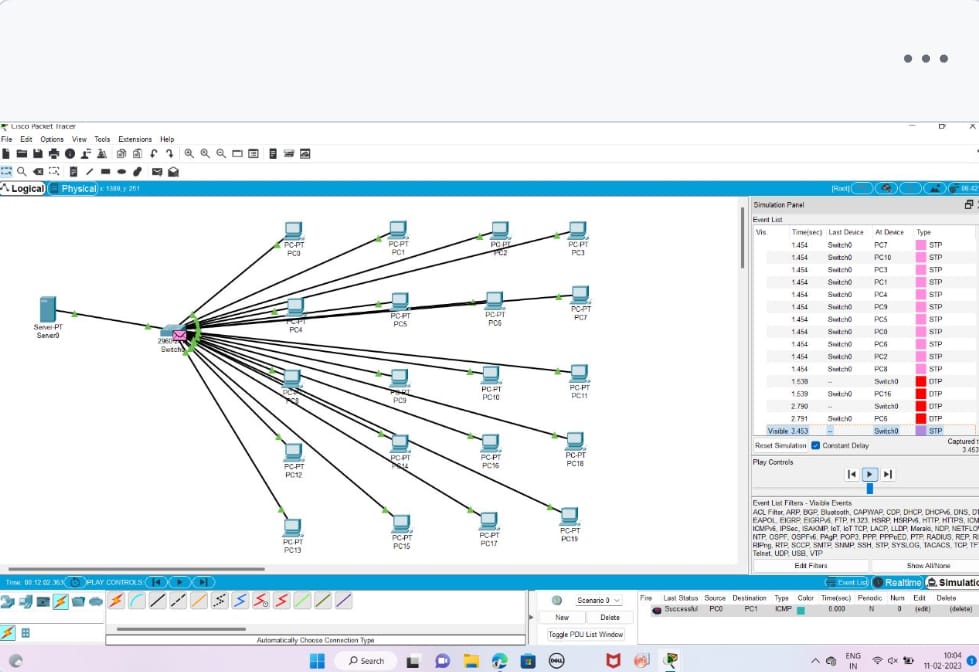 Cisco Packet Tracer
File Edit Options View Tools Extensions Help
Logical Physical x: 1389, y: 251
[Root] 06:42
PC-PT
PC0
PC-PT
PC1
PC-PT
PC2
PC-PT
PC3
Server-PT
Server0
Switch0
PC-PT
PC4
PC-PT
PC5
PC-PT
PC6
PC-PT
PC7
PC-PT
PC8
PC-PT
PC9
PC-PT
PC10
PC-PT
PC11
PC-PT
PC12
PC-PT
PC14
PC-PT
PC16
PC-PT
PC18
PC-PT
PC13
PC-PT
PC15
PC-PT
PC17
PC-PT
PC19
Simulation Panel
Event List
Vis. Time(sec) Last Device At Device Type
1.454 Switch0 PC7 STP
1.454 Switch0 PC10 STP
1.454 Switch0 PC3 STP
1.454 Switch0 PC1 STP
1.454 Switch0 PC4 STP
1.454 Switch0 PC9 STP
1.454 Switch0 PC5 STP
1.454 Switch0 PC0 STP
1.454 Switch0 PC6 STP
1.454 Switch0 PC2 STP
1.454 Switch0 PC8 STP
1.538 -- Switch0 DTP
1.539 Switch0 PC16 DTP
2.790 -- Switch0 DTP
2.791 Switch0 PC6 DTP
Visible 3.453 -- Switch0 STP
Reset Simulation Constant Delay Captured t
3.453
Play Controls
Event List Filters - Visible Events
ACL Filter, ARP, BGP, Bluetooth, CAPWAP, CDP, DHCP, DHCPv6, DNS, DT
EAPOL, EIGRP, EIGRPv6, FTP, H.323, HSRP, HSRPv6, HTTP, HTTPS, ICM
ICMPv6, IPSec, ISAKMP, IoT, IoT TCP, LACP, LLDP, Meraki, NDP, NETFLO
NTP, OSPF, OSPFv6, PAgP, POP3, PPP, PPPoED, PTP, RADIUS, REP, RI
RIPng, RTP, SCCP, SMTP, SNMP, SSH, STP, SYSLOG, TACACS, TCP, TF
Telnet, UDP, USB, VTP
Edit Filters Show All/None
Time: 00:12:02.363 PLAY CONTROLS: Event List Realtime Simulatio
Scenario 0
New Delete
Toggle PDU List Window
Automatically Choose Connection Type
Fire Last Status Source Destination Type Color Time(sec) Periodic Num Edit Delete
Successful PC0 PC1 ICMP 0.000 N 0 (edit) (delete)
Search
DELL
ENG
IN
10:04
11-02-2023